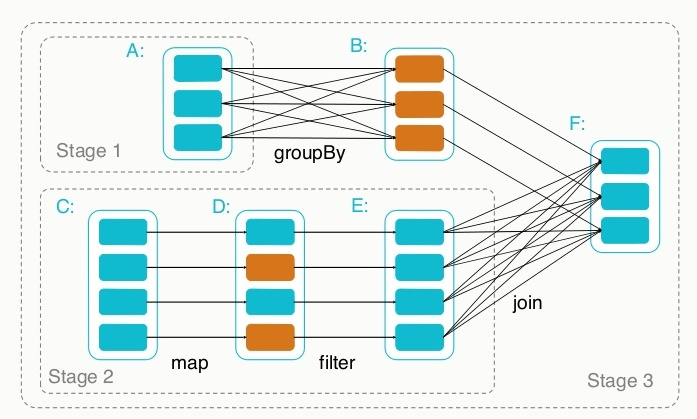 A:
B:
Stage 1
groupBy
F:
C:
D:
E:
join
map
filter
Stage 2
Stage 3